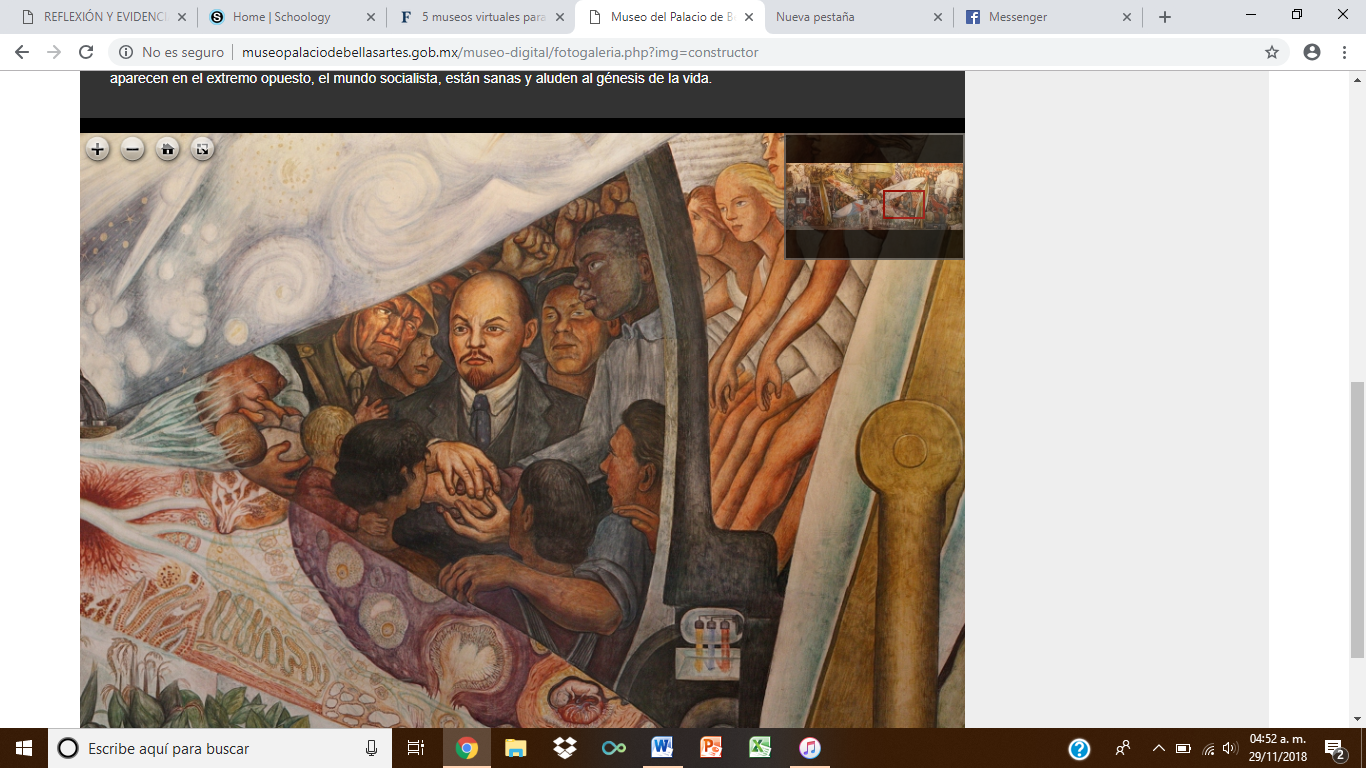 REFLEXIÓN Y EVIDENCI
Home | Schoology
5 museos virtuales para
Museo del Palacio de B
Nueva pestaña
Messenger
No es seguro
museopalaciodebellasartes.gob.mx/museo-digital/fotogaleria.php?img=constructor
aparecen en el extremo opuesto, el mundo socialista, están sanas y aluden al génesis de la vida.
Escribe aquí para buscar
04:52 a. m.
29/11/2018
2